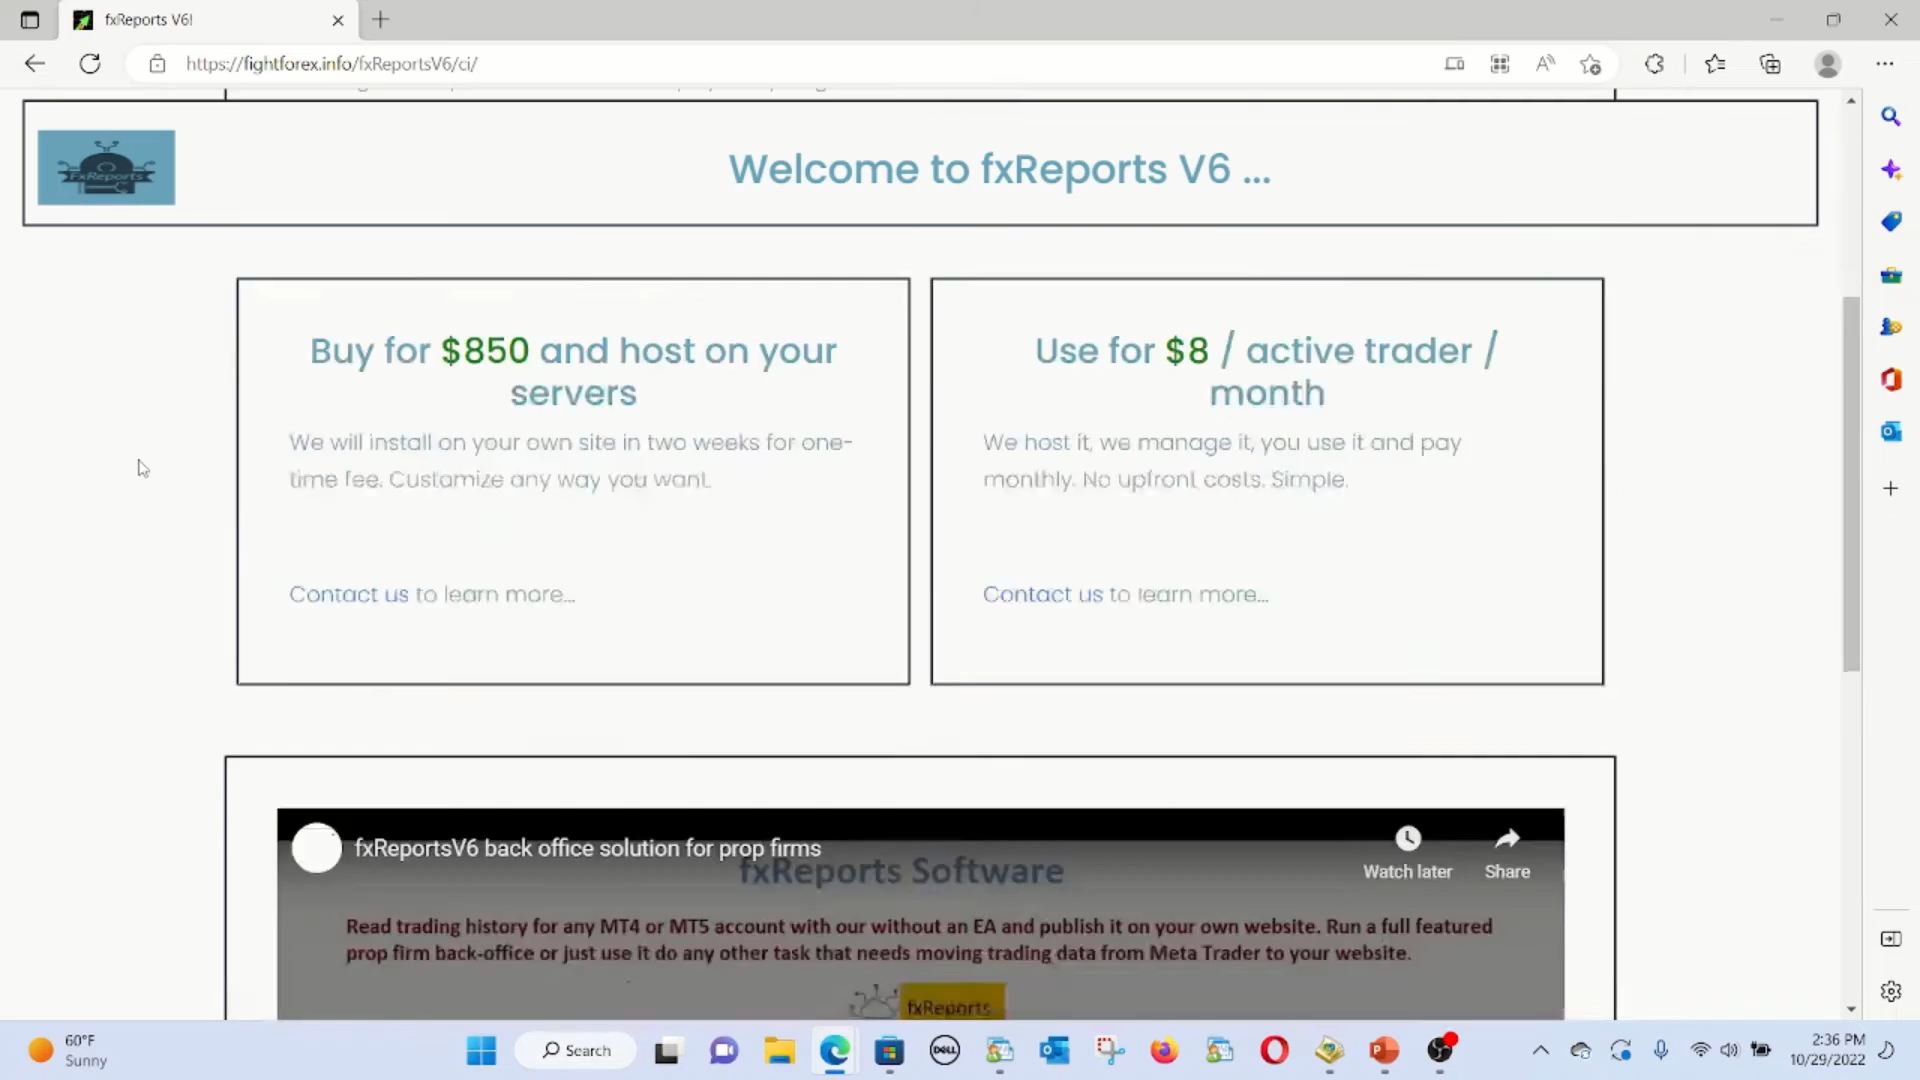 fxReports V6!
https://fightforex.info/fxReportsV6/ci/
FxReports
Welcome to fxReports V6 ...
Buy for $850 and host on your
servers
We will install on your own site in two weeks for one-
time fee. Customize any way you want.
Contact us to learn more...
Use for $8 / active trader /
month
We host it, we manage it, you use it and pay
monthly. No upfront costs. Simple.
Contact us to learn more...
fxReportsV6 back office solution for prop firms
Watch later
Share
fxReports Software
Read trading history for any MT4 or MT5 account with our without an EA and publish it on your own website. Run a full featured
prop firm back-office or just use it do any other task that needs moving trading data from Meta Trader to your website.
fxReports
60°F
Sunny
Search
DELL
2:36 PM
10/29/2022